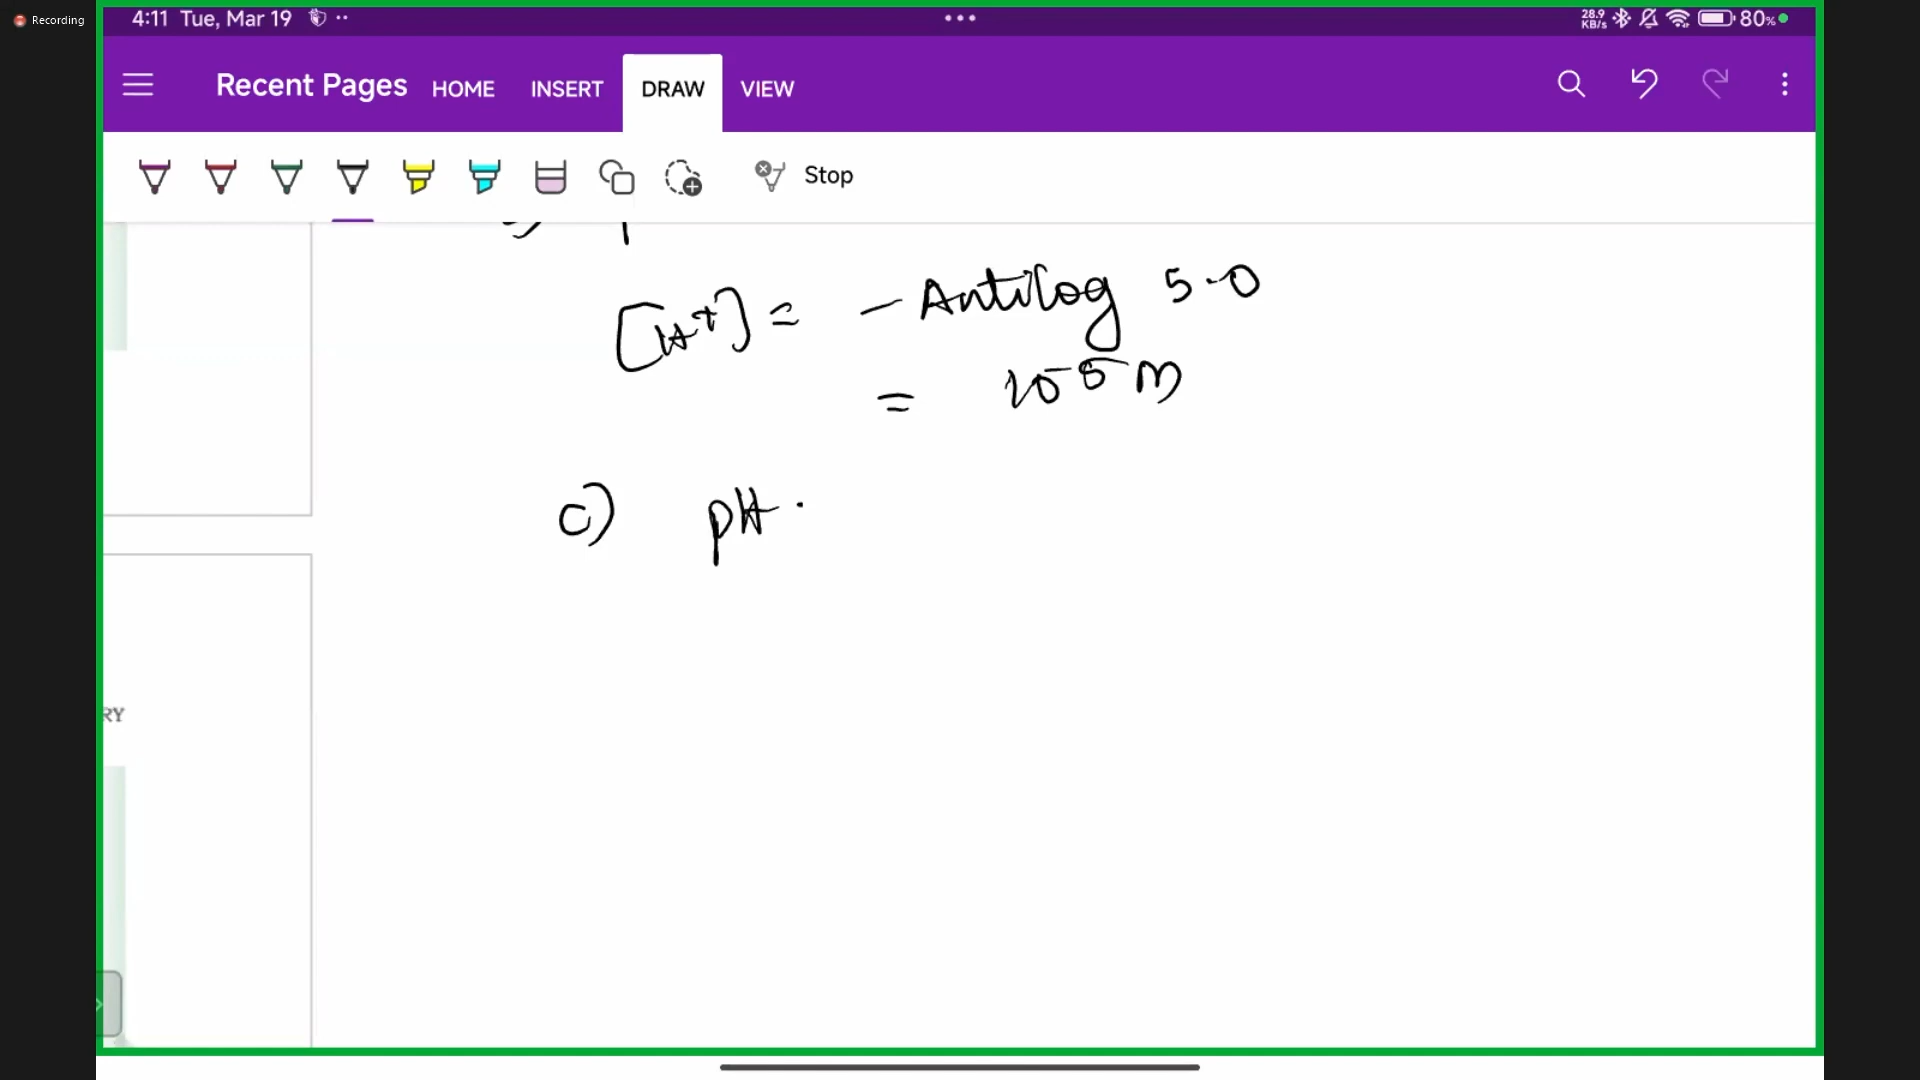 Recording
4:11 Tue, Mar 19
28.9 KB/s
80%
Recent Pages HOME INSERT DRAW VIEW
Stop
[H+] = - Antilog 5.0
= 10-5 M
c) pH
RY